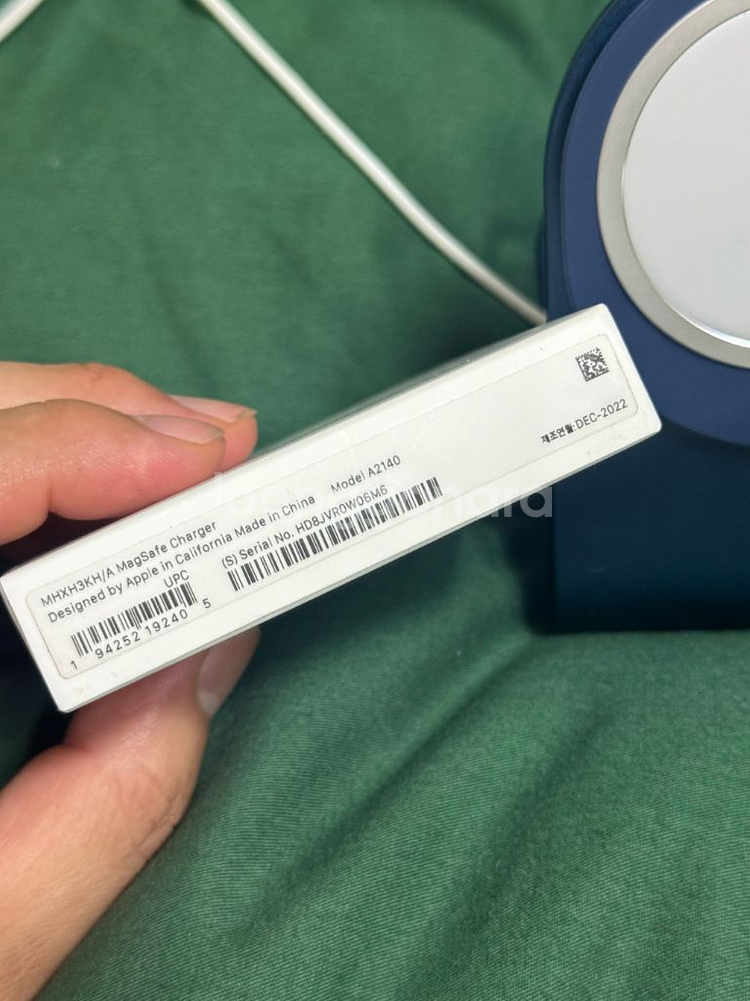 MHXH3KH/A MagSafe Charger
Designed by Apple in California Made in China Model A2140
UPC
1 94252 19240 5
(S) Serial No. HD8JVR0W06M6
제조연월:DEC-2022